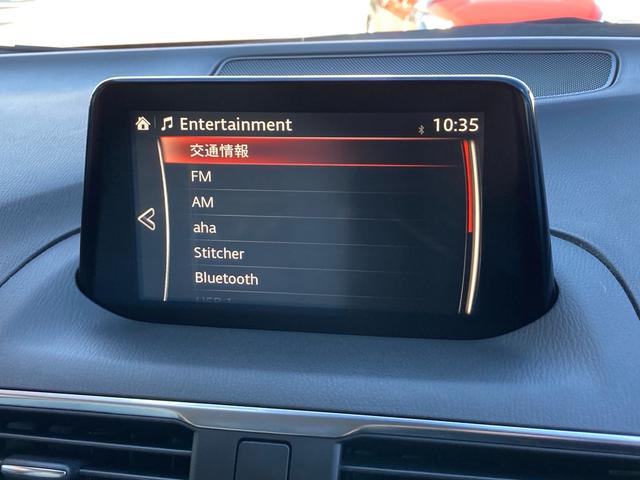 Entertainment
10:35
交通情報
FM
AM
aha
Stitcher
Bluetooth